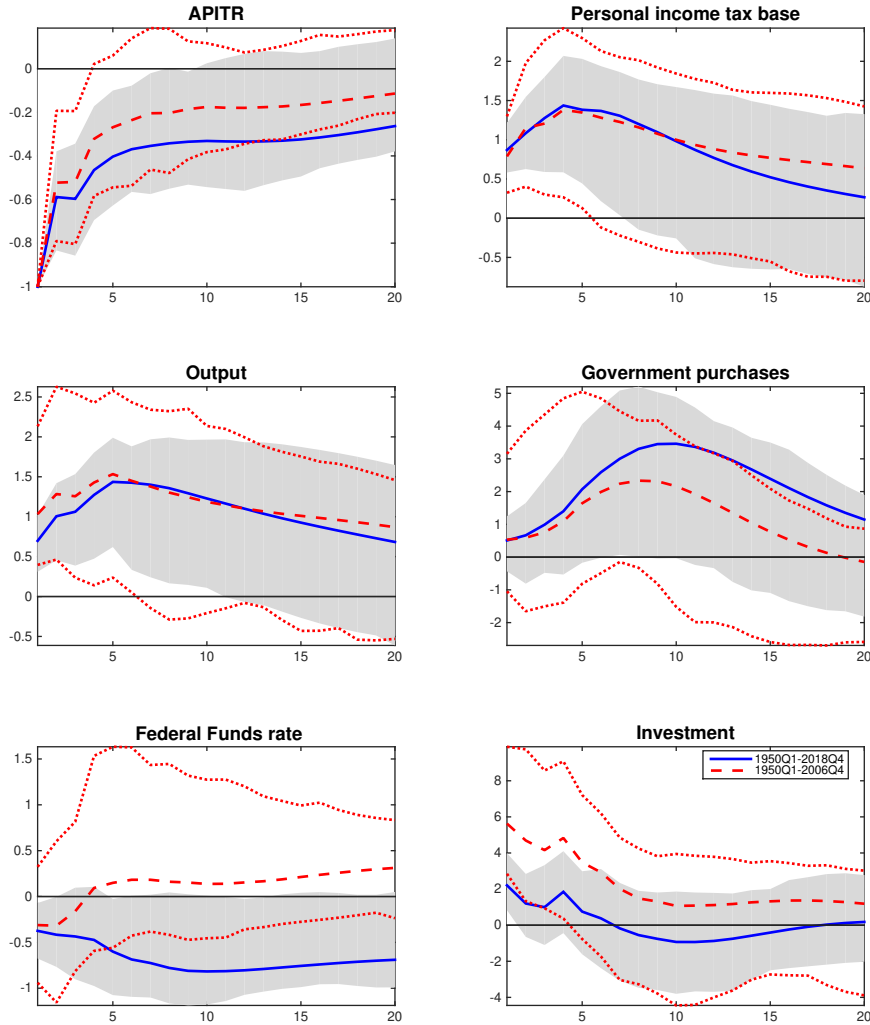 APITR
0
-0.2
-0.4
-0.6
-0.8
-1
5 10 15 20
Personal income tax base
2
1.5
1
0.5
0
-0.5
5 10 15 20
Output
2.5
2
1.5
1
0.5
0
-0.5
5 10 15 20
Government purchases
5
4
3
2
1
0
-1
-2
5 10 15 20
Federal Funds rate
1.5
1
0.5
0
-0.5
-1
5 10 15 20
Investment
1950Q1-2018Q4
1950Q1-2006Q4
8
6
4
2
0
-2
-4
5 10 15 20